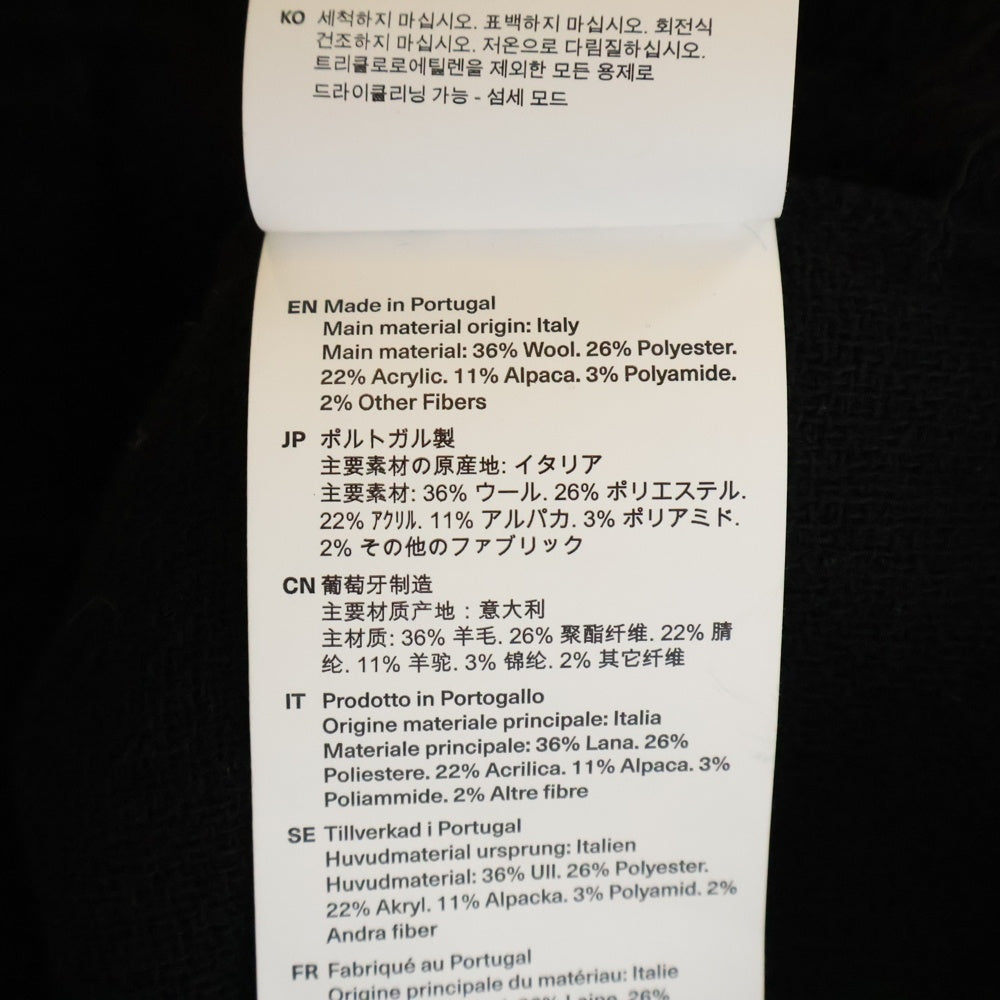 KO 세척하지 마십시오. 표백하지 마십시오. 회전식
건조하지 마십시오. 저온으로 다림질하십시오.
트리클로로에틸렌을 제외한 모든 용제로
드라이클리닝 가능 - 섬세 모드
EN Made in Portugal
Main material origin: Italy
Main material: 36% Wool. 26% Polyester.
22% Acrylic. 11% Alpaca. 3% Polyamide.
2% Other Fibers
JP ポルトガル製
主要素材の原産地: イタリア
主要素材: 36% ウール. 26% ポリエステル.
22% ｱｸﾘﾙ. 11% アルパカ. 3% ポリアミド.
2% その他のファブリック
CN 葡萄牙制造
主要材质产地：意大利
主材质: 36% 羊毛. 26% 聚酯纤维. 22% 腈
纶. 11% 羊驼. 3% 锦纶. 2% 其它纤维
IT Prodotto in Portogallo
Origine materiale principale: Italia
Materiale principale: 36% Lana. 26%
Poliestere. 22% Acrilica. 11% Alpaca. 3%
Poliammide. 2% Altre fibre
SE Tillverkad i Portugal
Huvudmaterial ursprung: Italien
Huvudmaterial: 36% Ull. 26% Polyester.
22% Akryl. 11% Alpacka. 3% Polyamid. 2%
Andra fiber
FR Fabriqué au Portugal
Origine principale du matériau: Italie
Laine. 26%